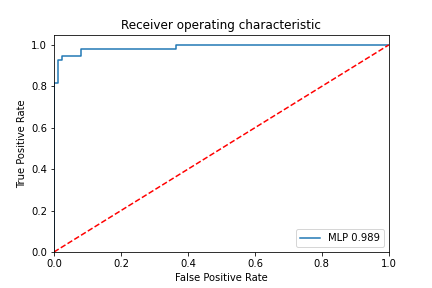 Receiver operating characteristic
True Positive Rate
1.0
0.8
0.6
0.4
0.2
0.0
MLP 0.989
0.0 0.2 0.4 0.6 0.8 1.0
False Positive Rate